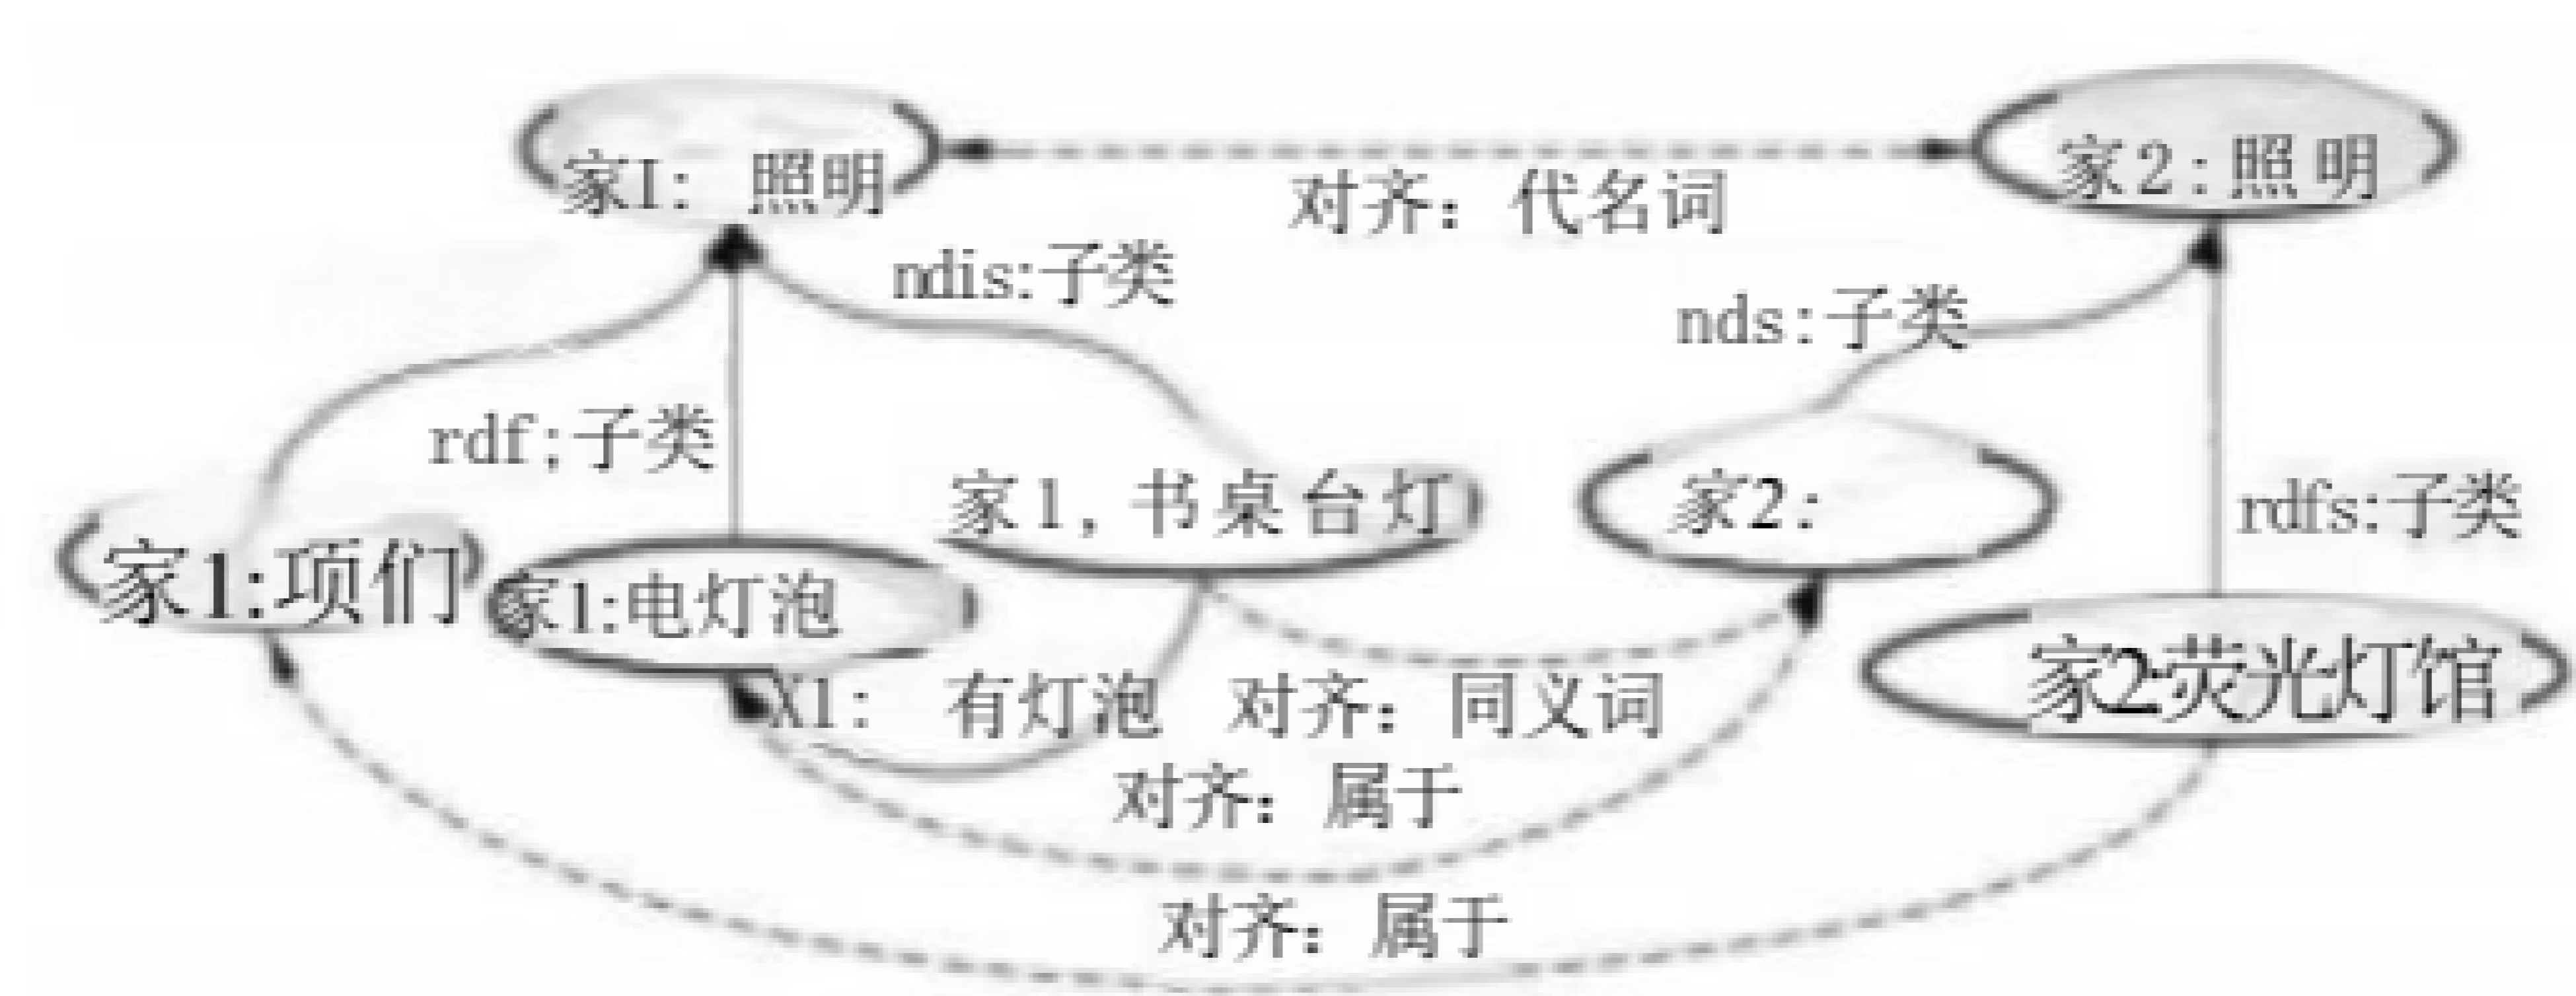 家I: 照明
家2:照明
对齐: 代名词
ndis:子类
nds:子类
rdf;子类
家1, 书桌台灯
家2:
rdfs:子类
家1:项们
家1:电灯泡
家2荧光灯馆
X1: 有灯泡
对齐: 同义词
对齐: 属于
对齐: 属于